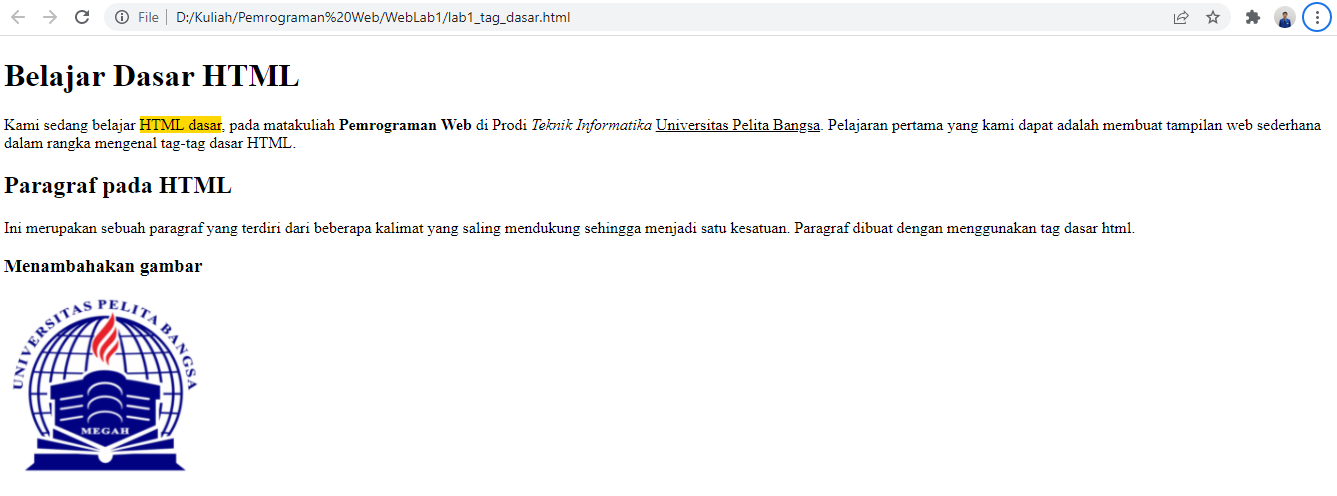 File | D:/Kuliah/Pemrograman%20Web/WebLab1/lab1_tag_dasar.html
Belajar Dasar HTML
Kami sedang belajar HTML dasar, pada matakuliah Pemrograman Web di Prodi Teknik Informatika Universitas Pelita Bangsa. Pelajaran pertama yang kami dapat adalah membuat tampilan web sederhana
dalam rangka mengenal tag-tag dasar HTML.
Paragraf pada HTML
Ini merupakan sebuah paragraf yang terdiri dari beberapa kalimat yang saling mendukung sehingga menjadi satu kesatuan. Paragraf dibuat dengan menggunakan tag dasar html.
Menambahakan gambar
UNIVERSITAS PELITA BANGSA
MEGAH